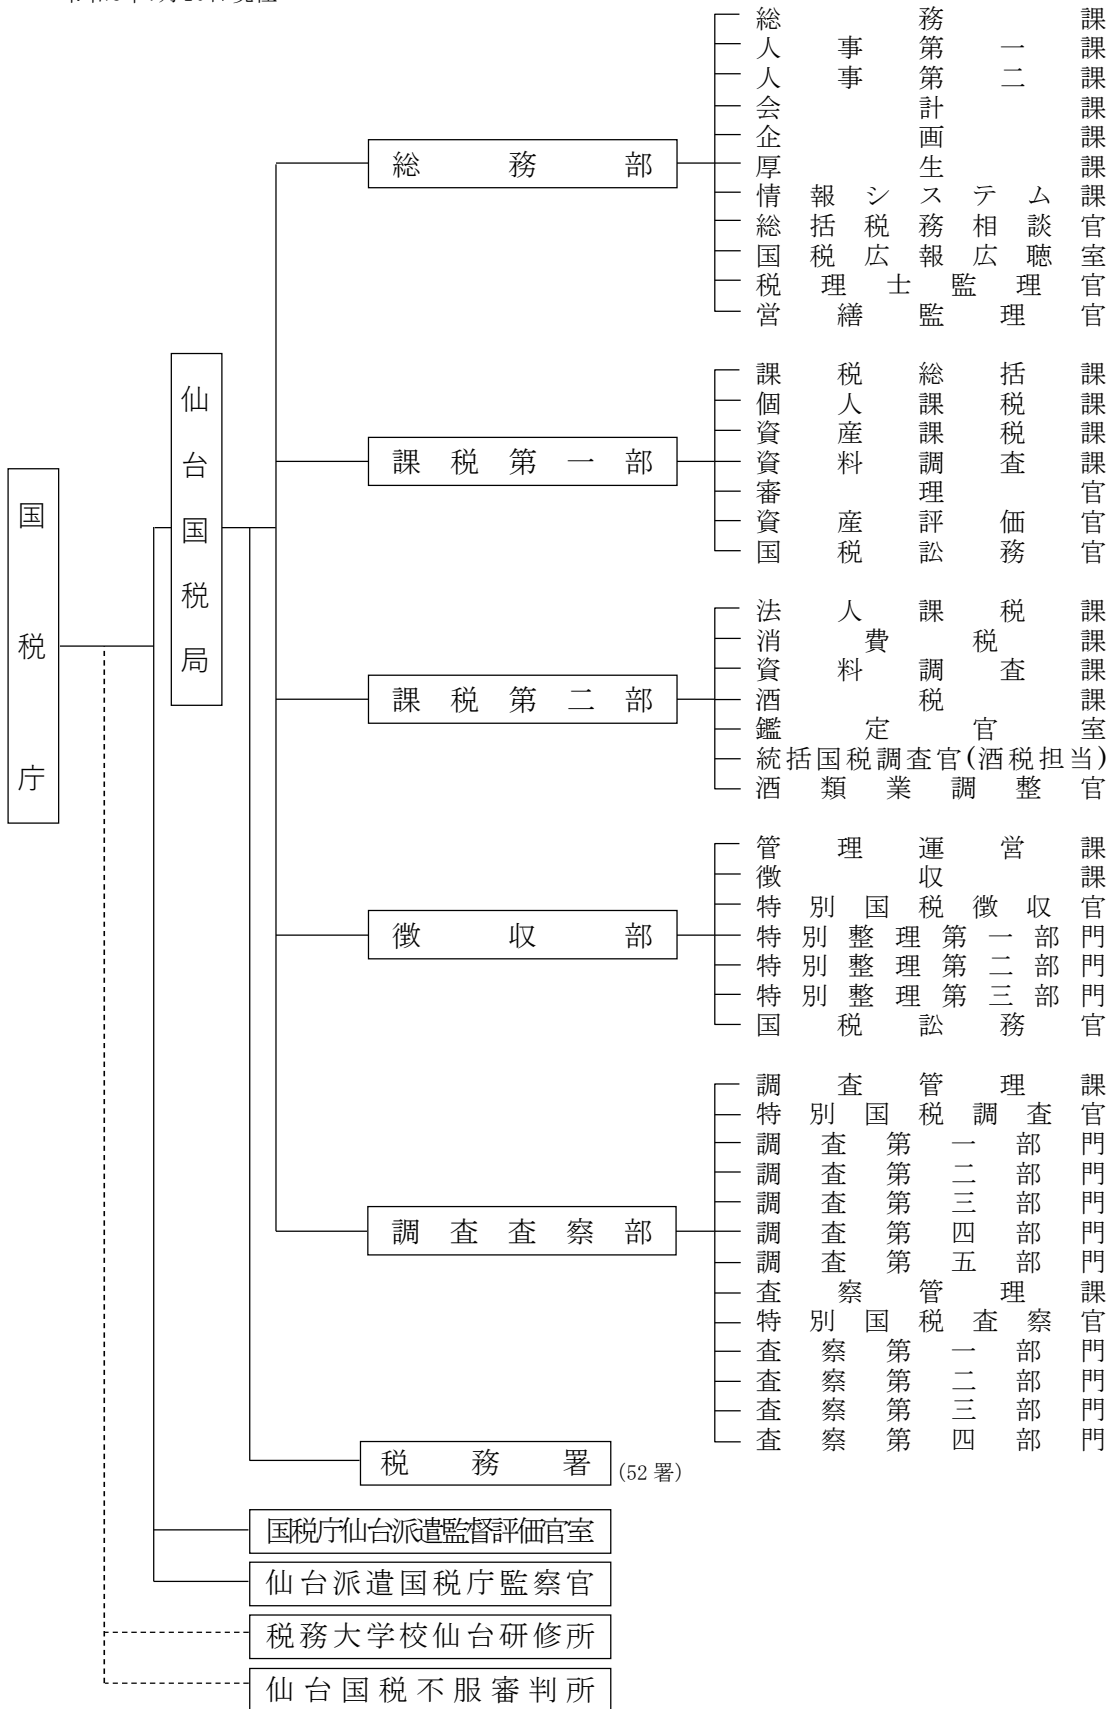 国税庁
仙台国税局
総務部
総務課
人事第一課
人事第二課
会計課
企画課
厚生課
情報システム課
総括税務相談官
国税広報広聴室
税理士監理官
営繕監理官
課税第一部
課税総括課
個人課税課
資産課税課
資料調査課
審理官
資産評価官
国税訟務官
課税第二部
法人課税課
消費税課
資料調査課
酒税課
鑑定官室
統括国税調査官(酒税担当)
酒類業調整官
徴収部
管理運営課
徴収課
特別国税徴収官
特別整理第一部門
特別整理第二部門
特別整理第三部門
国税訟務官
調査査察部
調査管理課
特別国税調査官
調査第一部門
調査第二部門
調査第三部門
調査第四部門
調査第五部門
査察管理課
特別国税査察官
査察第一部門
査察第二部門
査察第三部門
査察第四部門
税務署 (52署)
国税庁仙台派遣監督評価官室
仙台派遣国税庁監察官
税務大学校仙台研修所
仙台国税不服審判所